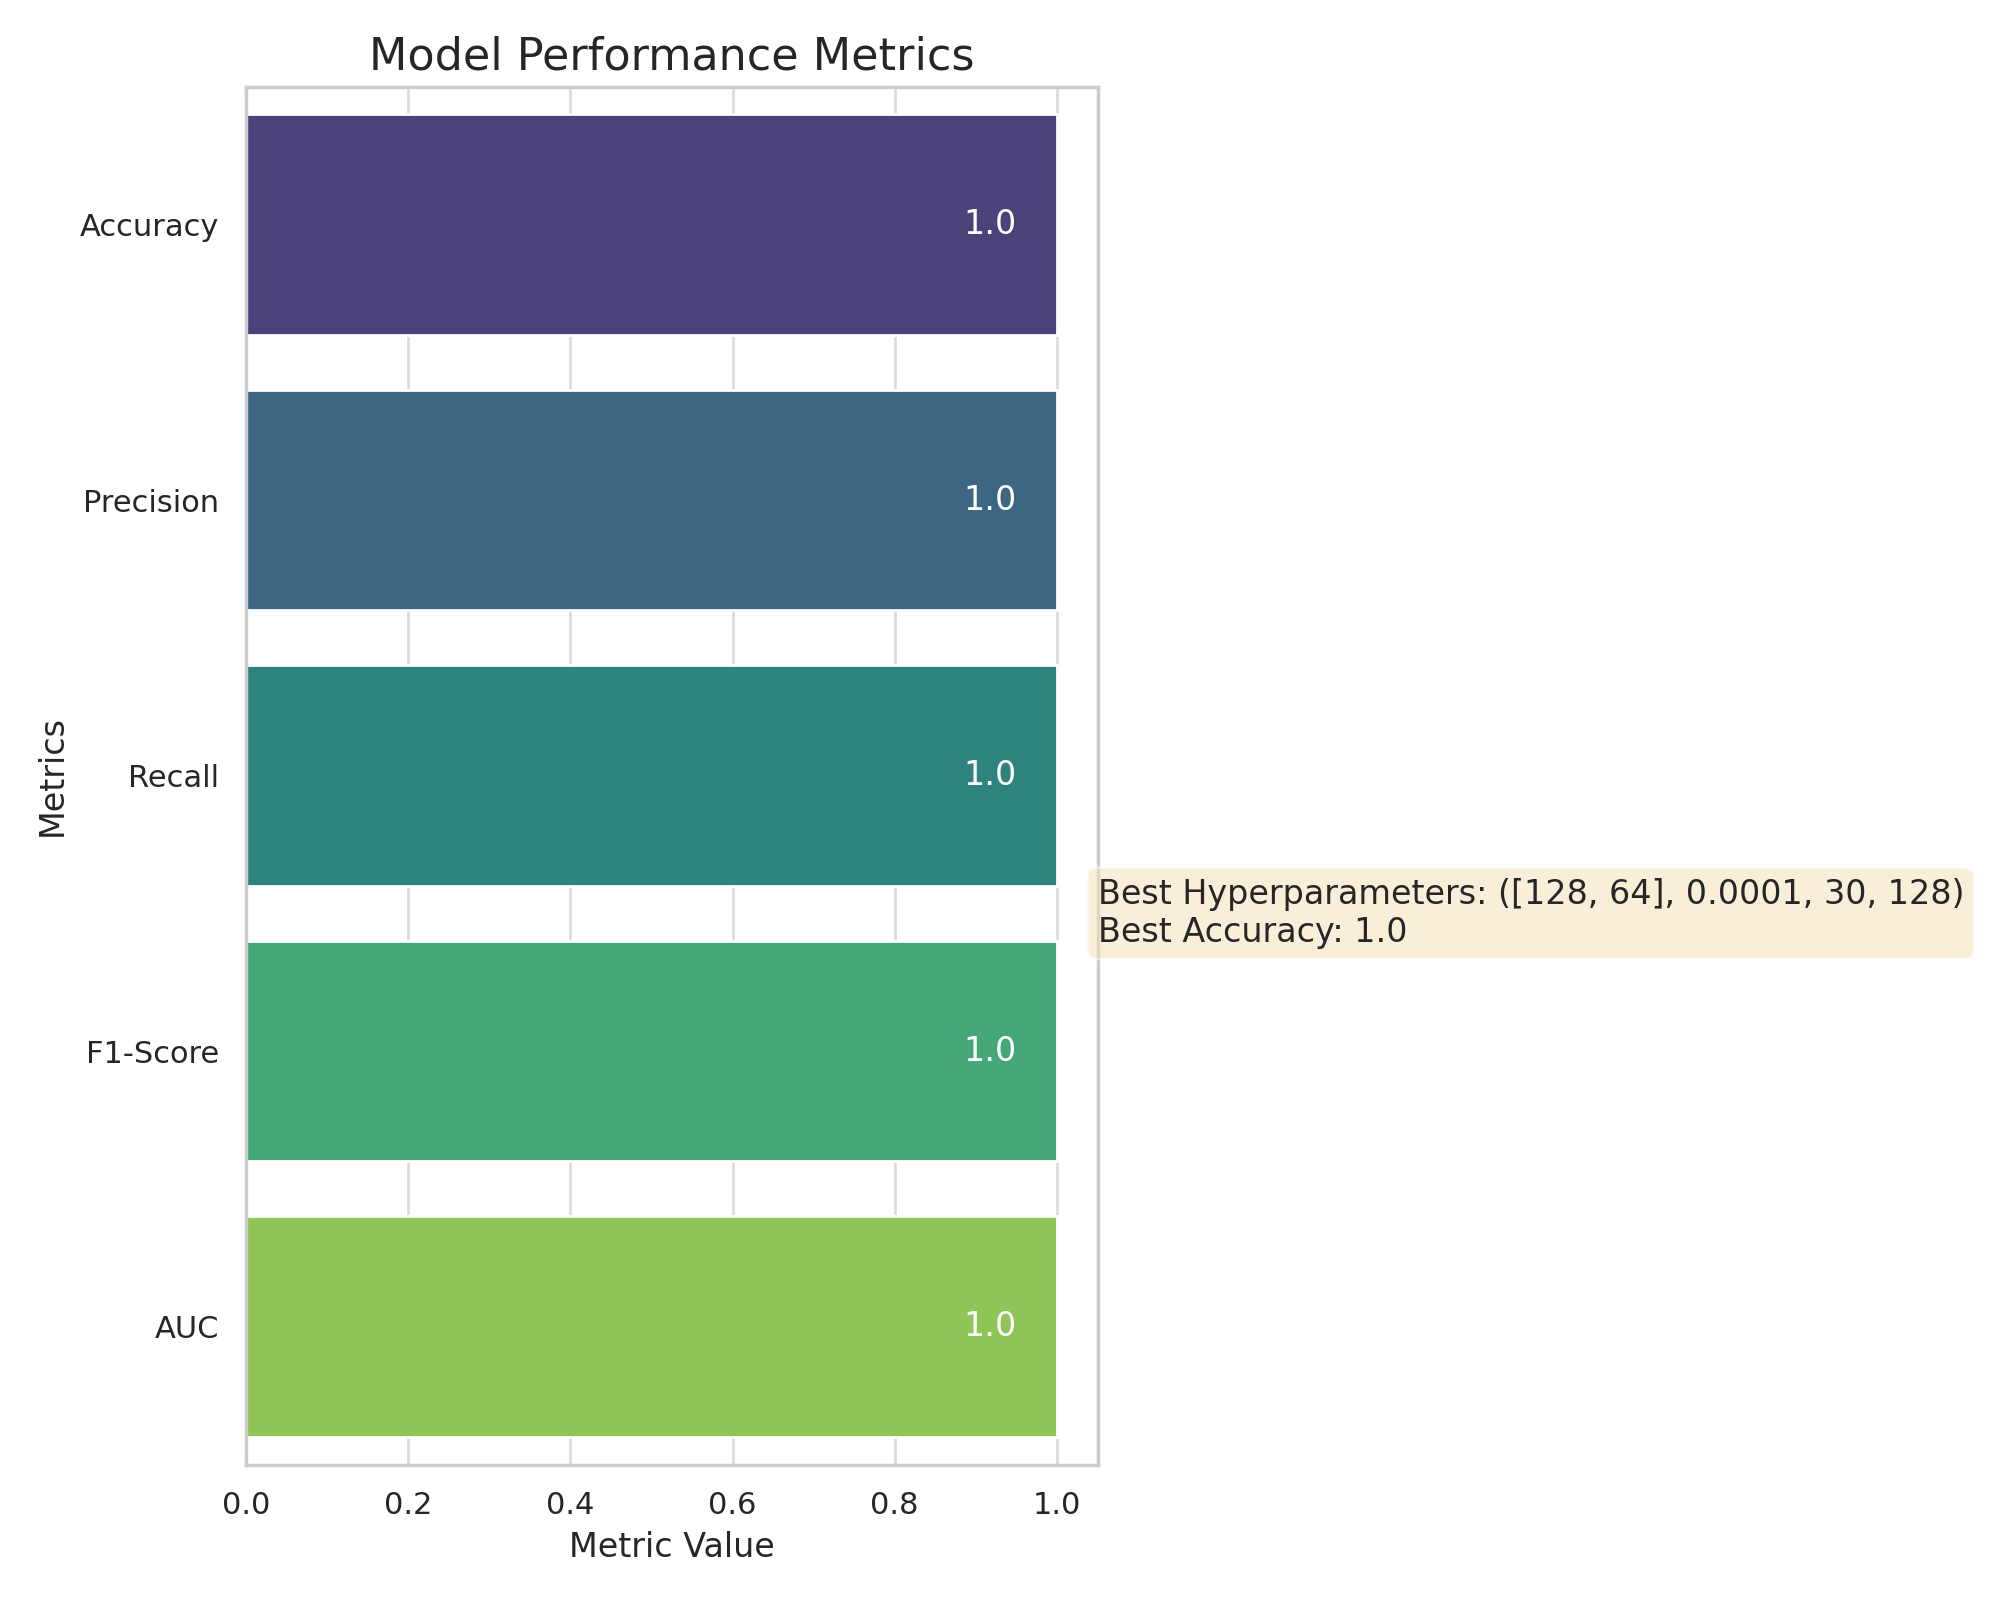 Model Performance Metrics
Accuracy
1.0
Precision
1.0
Metrics
Recall
1.0
Best Hyperparameters: ([128, 64], 0.0001, 30, 128)
Best Accuracy: 1.0
F1-Score
1.0
AUC
1.0
0.0 0.2 0.4 0.6 0.8 1.0
Metric Value